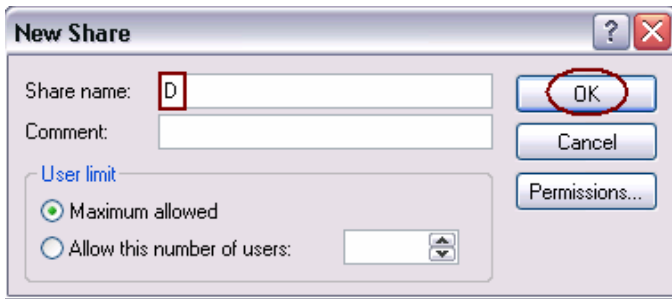 New Share
Share name: D
OK
Comment:
Cancel
User limit
Permissions...
Maximum allowed
Allow this number of users: